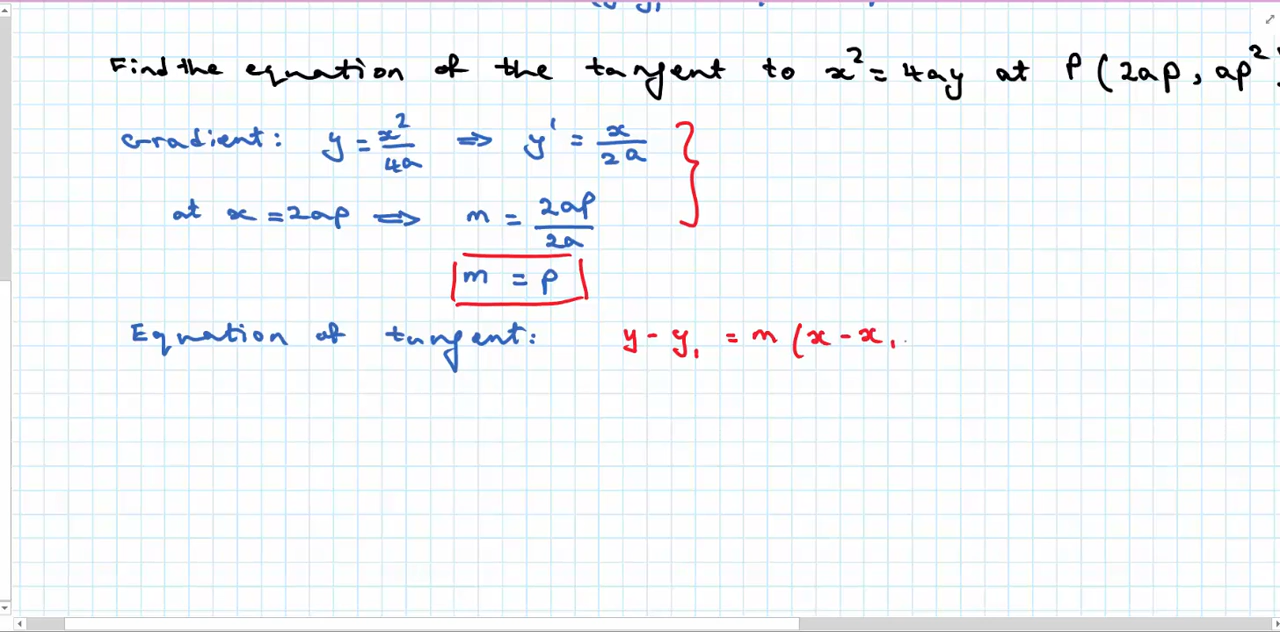 Find the equation of the tangent to x² = 4ay at P(2ap, ap²)
Gradient: y = x²/4a ⇒ y' = x/2a
at x = 2ap ⇒ m = 2ap/2a
m = p
Equation of tangent: y - y₁ = m(x - x₁